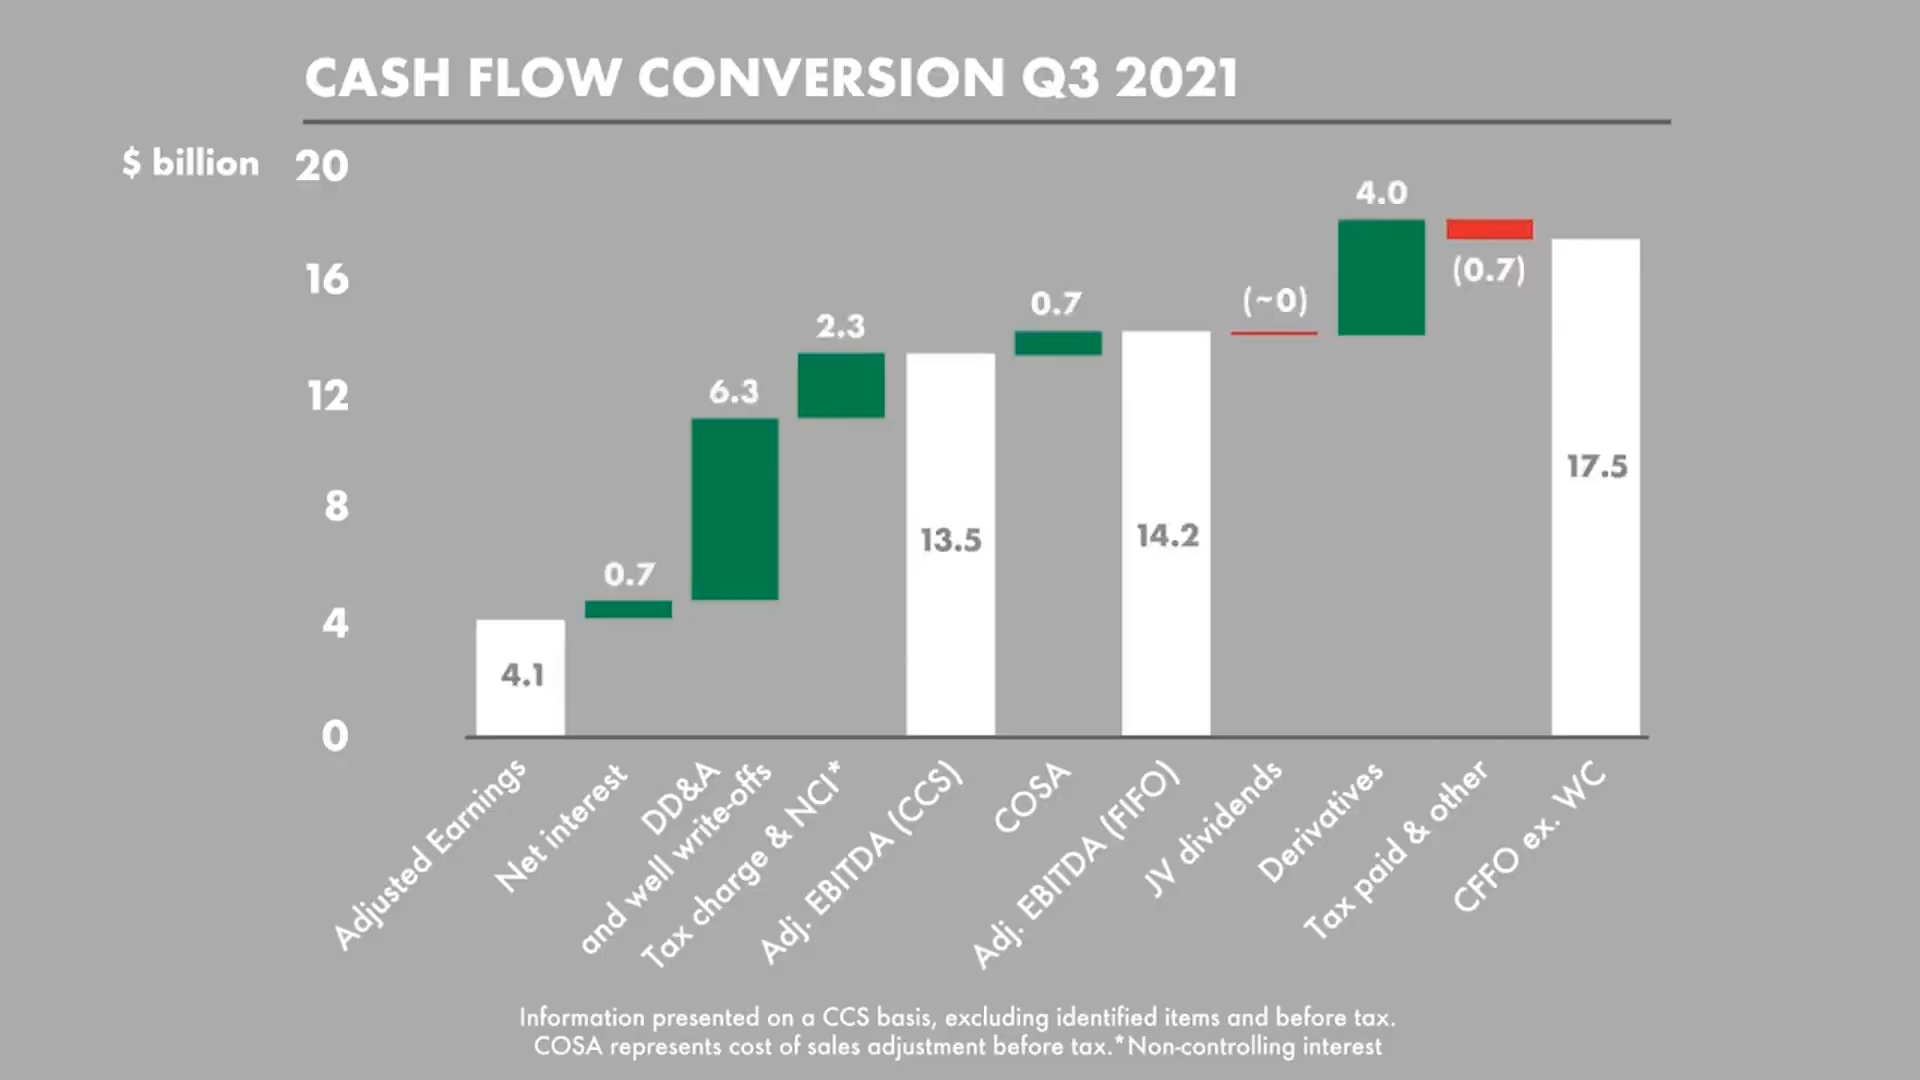 CASH FLOW CONVERSION Q3 2021
$ billion
20
16
12
8
4
0
4.1
0.7
6.3
2.3
13.5
0.7
14.2
(~0)
4.0
(0.7)
17.5
Adjusted Earnings
Net interest
DD&A
and well write-offs
Tax charge & NCI*
Adj. EBITDA (CCS)
COSA
Adj. EBITDA (FIFO)
JV dividends
Derivatives
Tax paid & other
CFFO ex. WC
Information presented on a CCS basis, excluding identified items and before tax.
COSA represents cost of sales adjustment before tax.*Non-controlling interest